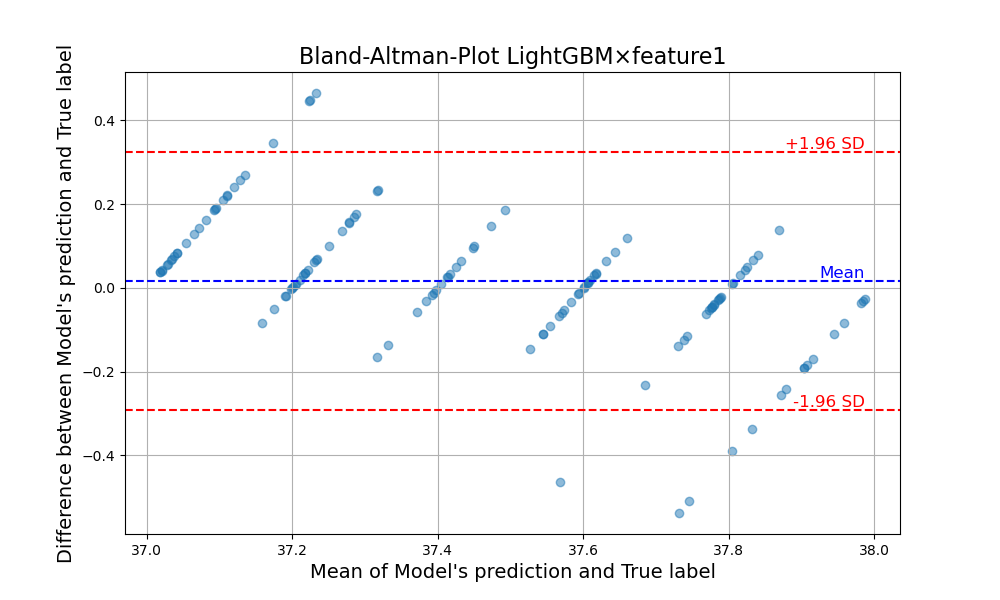 Bland-Altman-Plot LightGBM×feature1
Difference between Model's prediction and True label
0.4
0.2
0.0
−0.2
−0.4
+1.96 SD
Mean
-1.96 SD
37.0 37.2 37.4 37.6 37.8 38.0
Mean of Model's prediction and True label